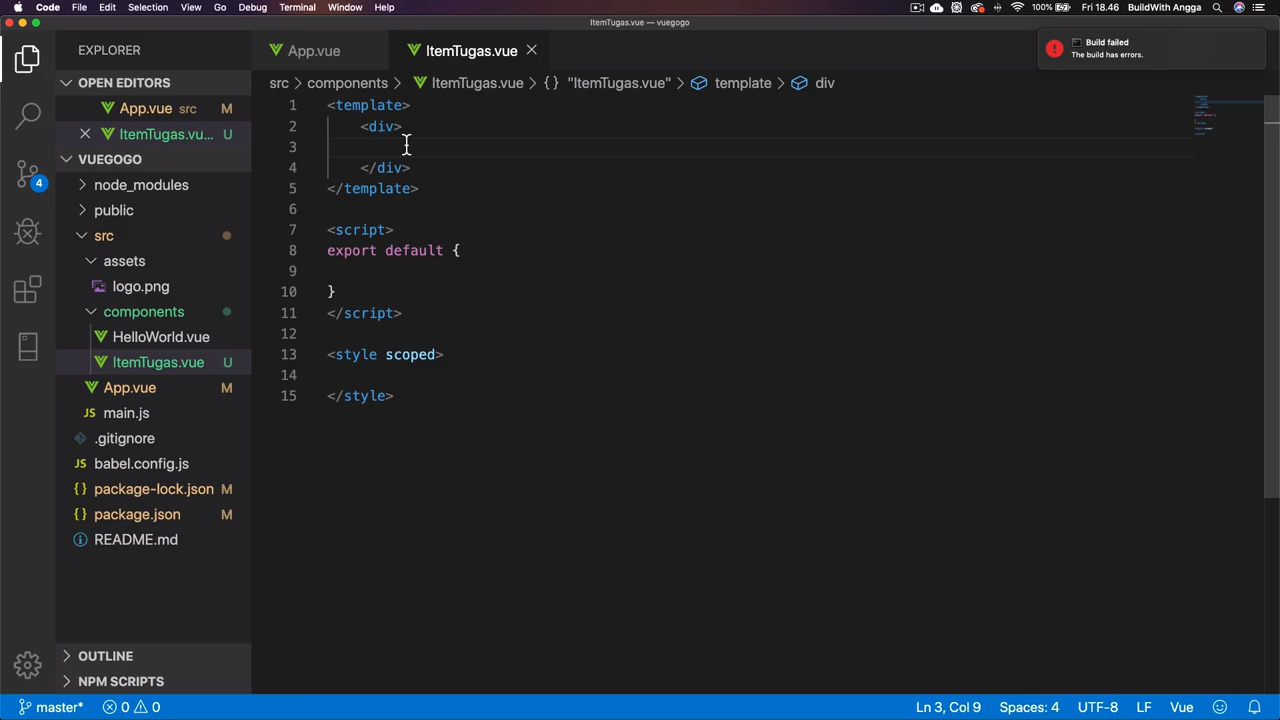 Code File Edit Selection View Go Debug Terminal Window Help 4 100% Fri 18.46 BuildWith Angga
ItemTugas.vue — vuegogo
EXPLORER
App.vue
ItemTugas.vue
Build failed
The build has errors.
OPEN EDITORS
App.vue src M
ItemTugas.vu... U
VUEGOGO
node_modules
public
src
assets
logo.png
components
HelloWorld.vue
ItemTugas.vue U
App.vue M
JS main.js
.gitignore
JS babel.config.js
{} package-lock.json M
{} package.json M
README.md
OUTLINE
NPM SCRIPTS
4
src > components > ItemTugas.vue > {} "ItemTugas.vue" > template > div
1 <template>
2 <div>
3
4 </div>
5 </template>
6
7 <script>
8 export default {
9
10 }
11 </script>
12
13 <style scoped>
14
15 </style>
master* 0 0 Ln 3, Col 9 Spaces: 4 UTF-8 LF Vue